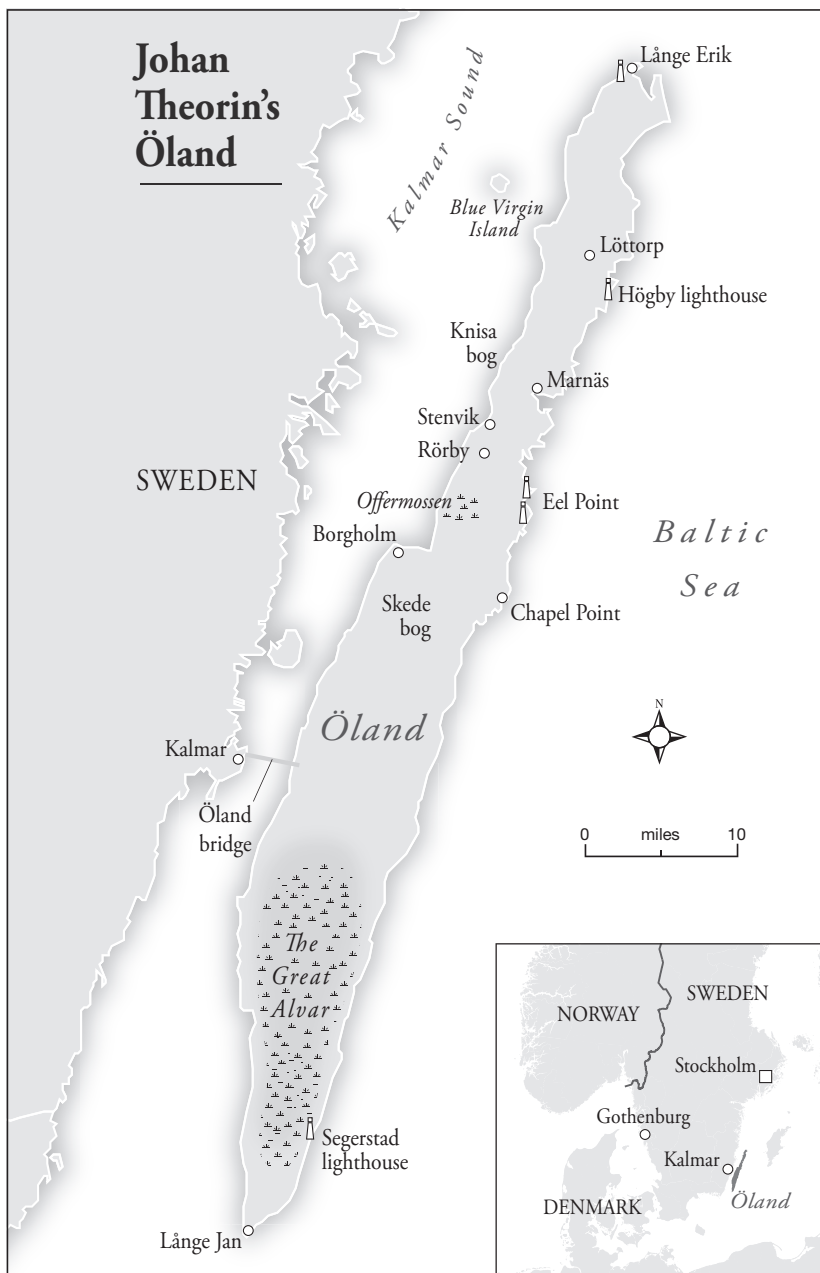 Johan
Theorin’s
Öland
Långe Erik
Kalmar Sound
Blue Virgin
Island
Löttorp
Högby lighthouse
Knisa
bog
Marnäs
Stenvik
Rörby
SWEDEN
Offermossen
Eel Point
Borgholm
Baltic
Sea
Skede
bog
Chapel Point
N
Öland
Kalmar
Öland
bridge
0 miles 10
The
Great
Alvar
Segerstad
lighthouse
Långe Jan
NORWAY
SWEDEN
Stockholm
Gothenburg
Kalmar
DENMARK
Öland